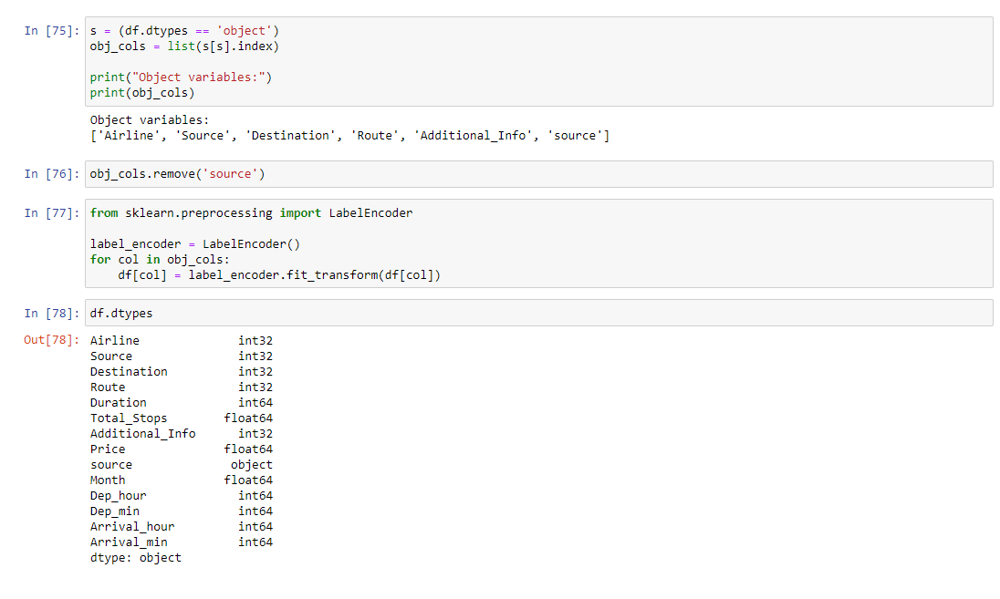 In [75]: s = (df.dtypes == 'object')
obj_cols = list(s[s].index)
print("Object variables:")
print(obj_cols)
Object variables:
['Airline', 'Source', 'Destination', 'Route', 'Additional_Info', 'source']
In [76]: obj_cols.remove('source')
In [77]: from sklearn.preprocessing import LabelEncoder
label_encoder = LabelEncoder()
for col in obj_cols:
    df[col] = label_encoder.fit_transform(df[col])
In [78]: df.dtypes
Out[78]: Airline int32
Source int32
Destination int32
Route int32
Duration int64
Total_Stops float64
Additional_Info int32
Price float64
source object
Month float64
Dep_hour int64
Dep_min int64
Arrival_hour int64
Arrival_min int64
dtype: object